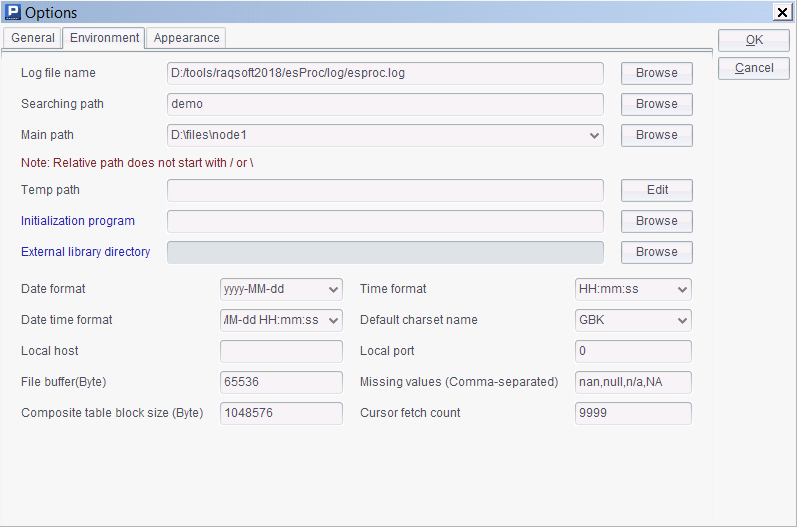 Options
General Environment Appearance
OK
Cancel
Log file name D:/tools/raqsoft2018/esProc/log/esproc.log Browse
Searching path demo Browse
Main path D:\files\node1 Browse
Note: Relative path does not start with / or \
Temp path Edit
Initialization program Browse
External library directory Browse
Date format yyyy-MM-dd Time format HH:mm:ss
Date time format MM-dd HH:mm:ss Default charset name GBK
Local host Local port 0
File buffer(Byte) 65536 Missing values (Comma-separated) nan,null,n/a,NA
Composite table block size (Byte) 1048576 Cursor fetch count 9999